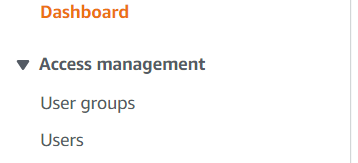 Dashboard
Access management
User groups
Users